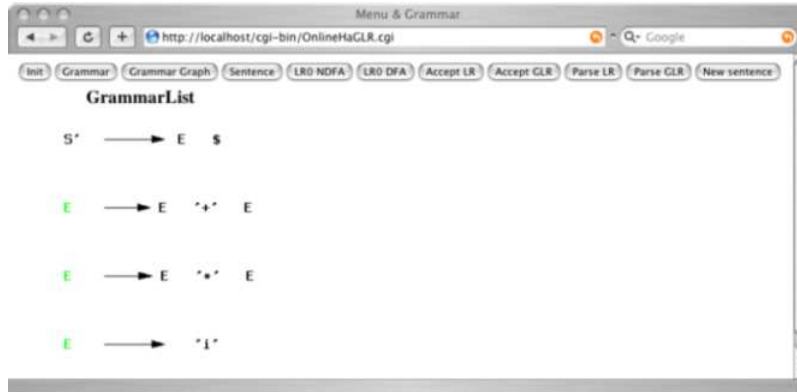 Menu & Grammar
http://localhost/cgi-bin/OnlineHaGLR.cgi Q- Google
Init Grammar Grammar Graph Sentence LR0 NDFA LR0 DFA Accept LR Accept GLR Parse LR Parse GLR New sentence
GrammarList
S' E $
E E '+' E
E E '*' E
E 'i'